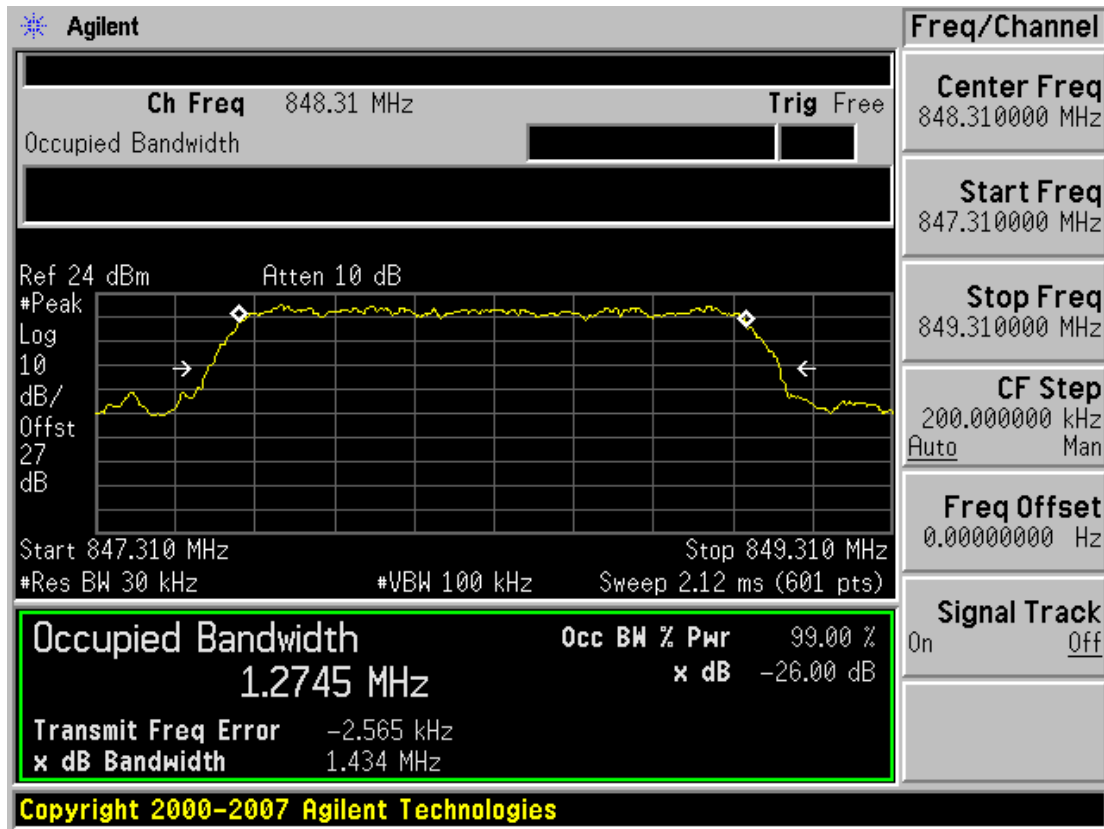 Agilent
Freq/Channel
Ch Freq 848.31 MHz Trig Free
Occupied Bandwidth
Center Freq
848.310000 MHz
Start Freq
847.310000 MHz
Stop Freq
849.310000 MHz
CF Step
200.000000 kHz
Auto Man
Freq Offset
0.00000000 Hz
Signal Track
On Off
Ref 24 dBm Atten 10 dB
#Peak
Log
10
dB/
Offst
27
dB
Start 847.310 MHz Stop 849.310 MHz
#Res BW 30 kHz #VBW 100 kHz Sweep 2.12 ms (601 pts)
Occupied Bandwidth Occ BW % Pwr 99.00 %
1.2745 MHz x dB -26.00 dB
Transmit Freq Error -2.565 kHz
x dB Bandwidth 1.434 MHz
Copyright 2000-2007 Agilent Technologies